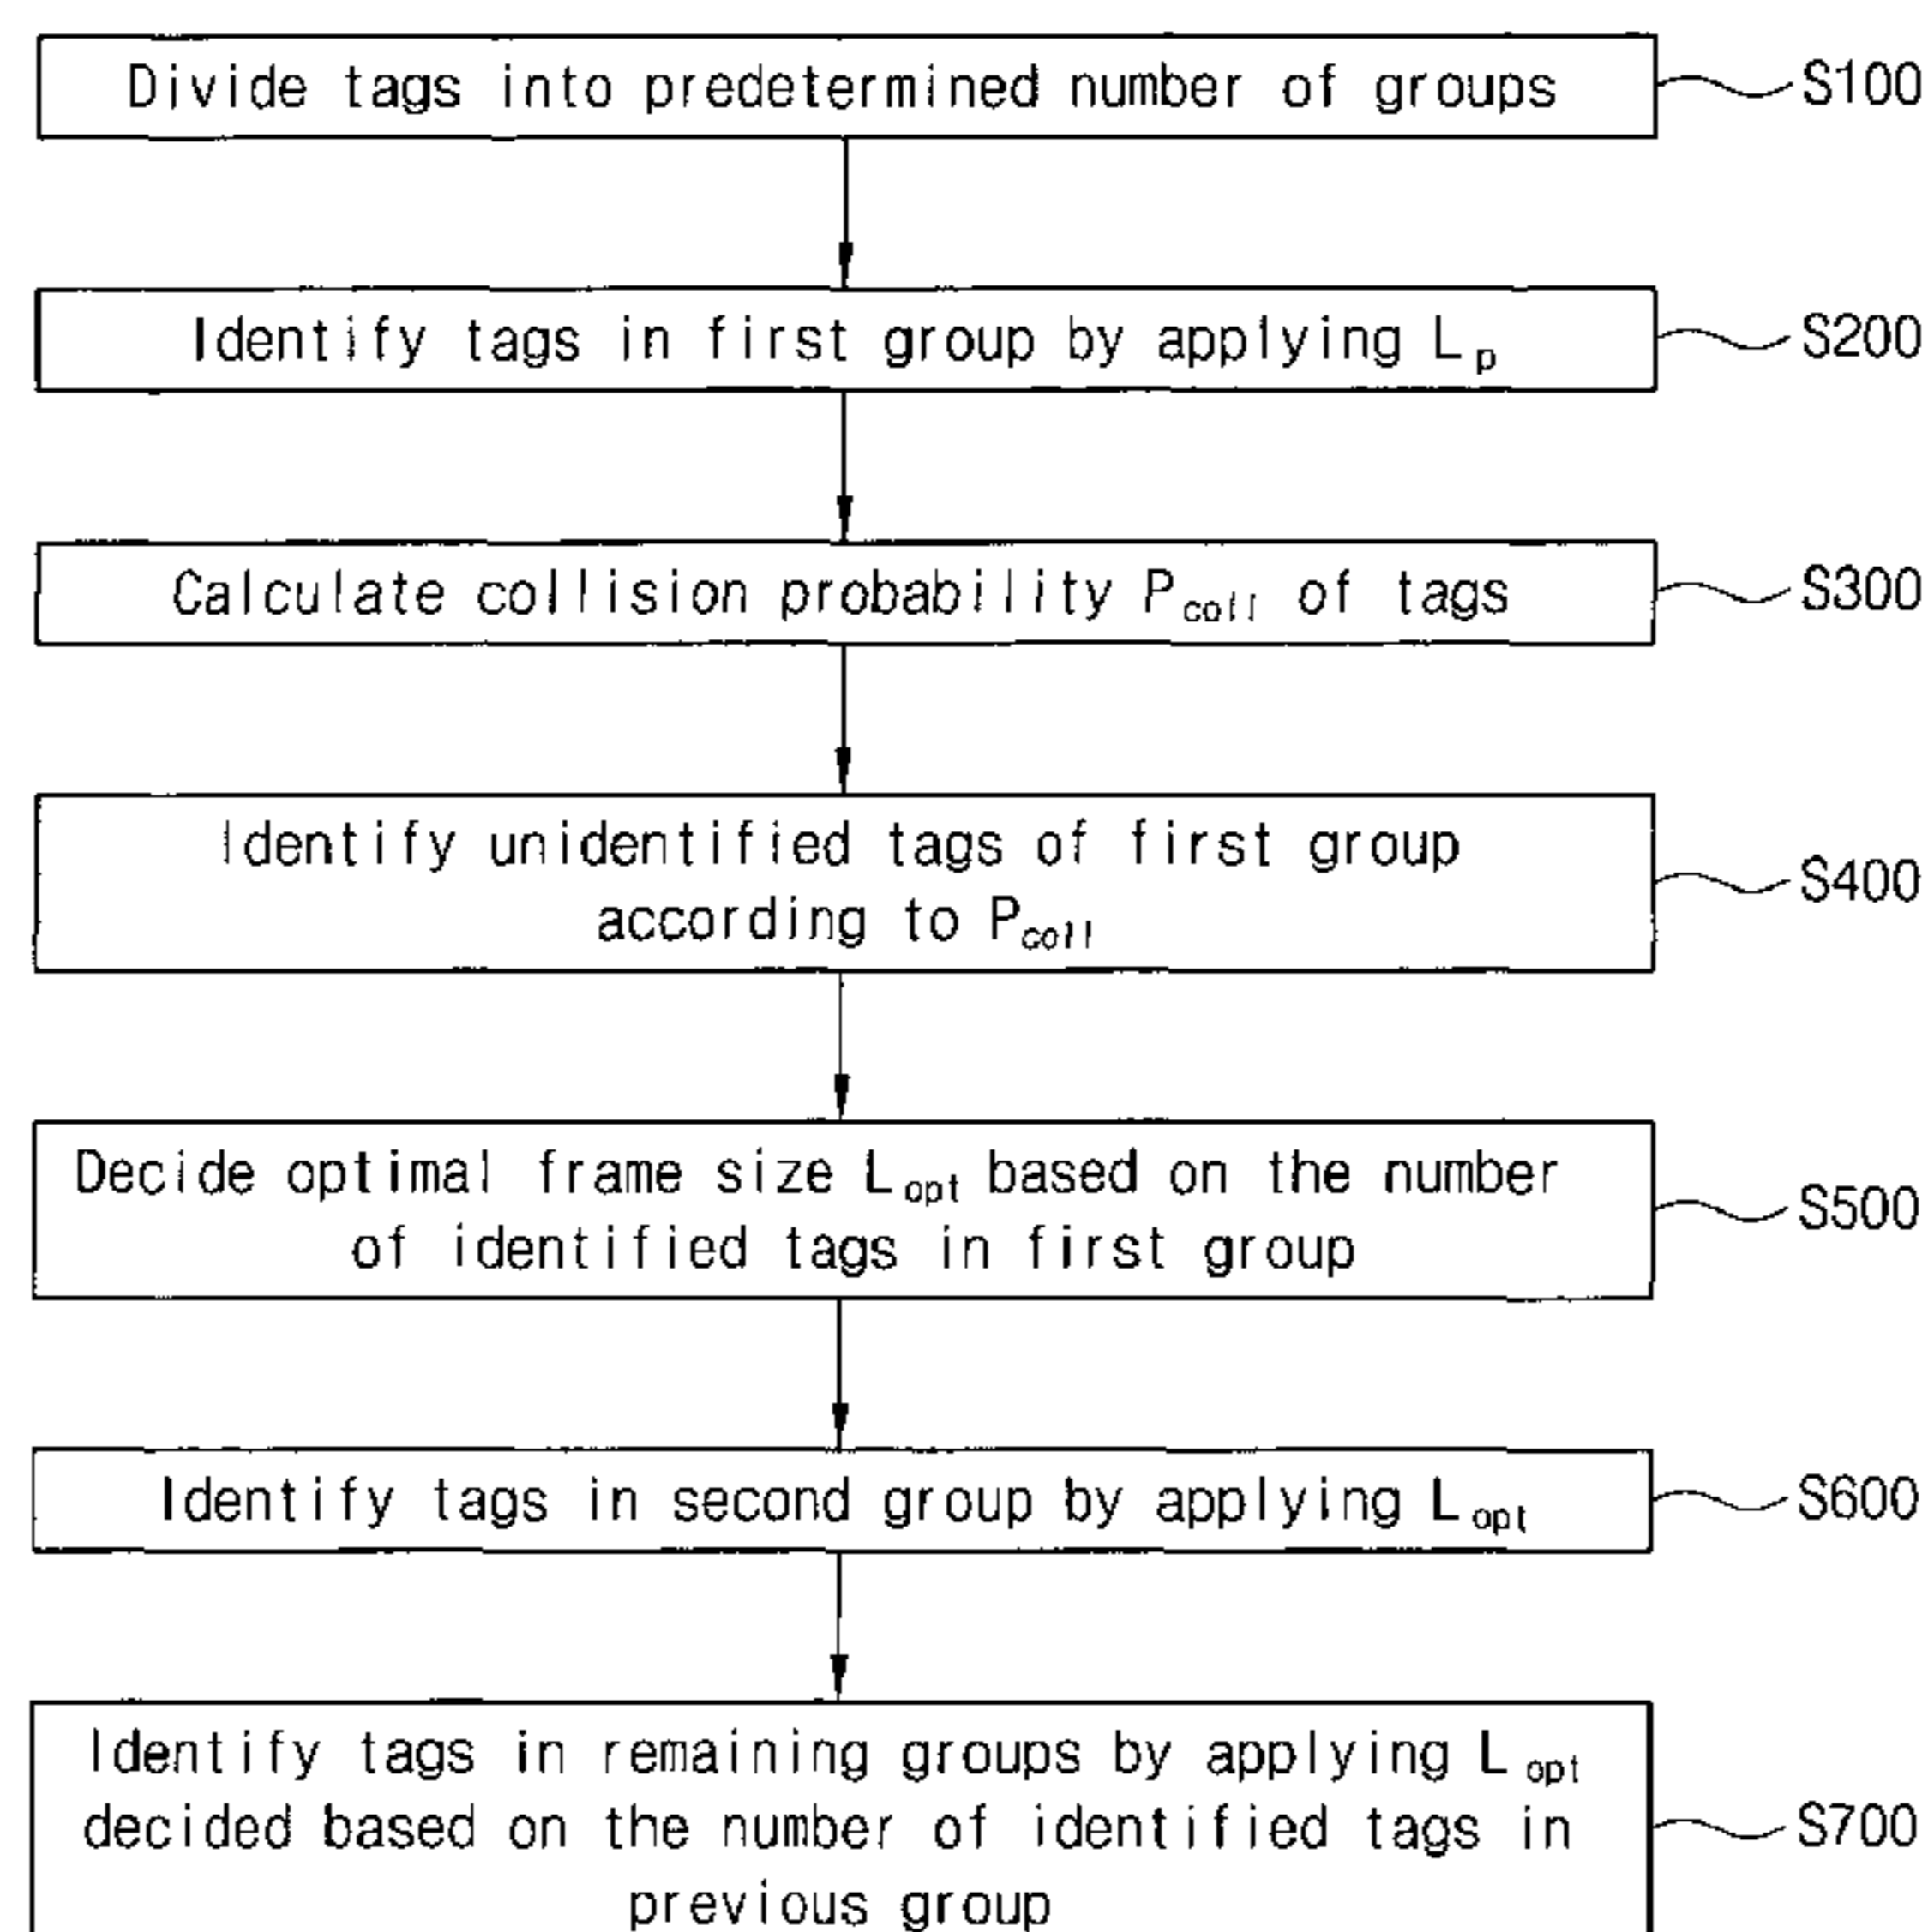 Divide tags into predetermined number of groups S100
Identify tags in first group by applying Lp S200
Calculate collision probability Pcoll of tags S300
Identify unidentified tags of first group
according to Pcoll
S400
Decide optimal frame size Lopt based on the number
of identified tags in first group
S500
Identify tags in second group by applying Lopt S600
Identify tags in remaining groups by applying Lopt
decided based on the number of identified tags in
previous group
S700